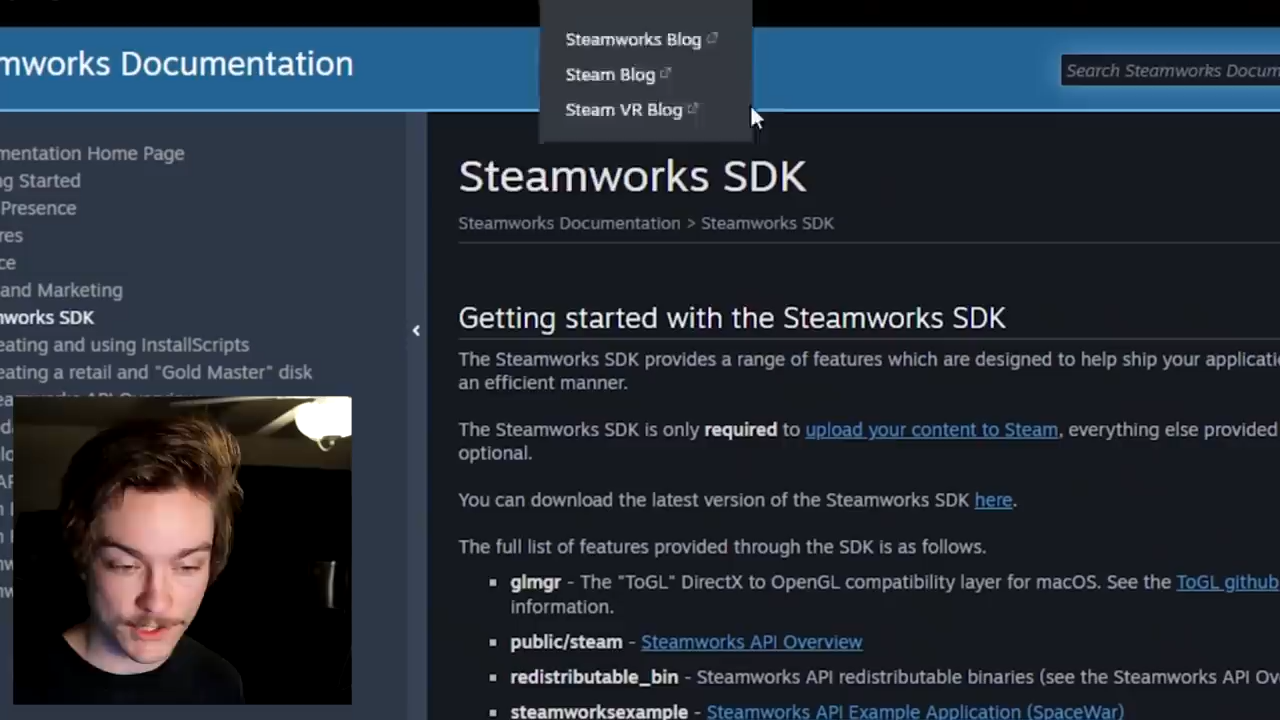 Steamworks Blog
Steam Blog
Steam VR Blog
mworks Documentation
Search Steamworks Docum
mentation Home Page
ng Started
Presence
res
ce
and Marketing
mworks SDK
eating and using InstallScripts
eating a retail and "Gold Master" disk
Steamworks SDK
Steamworks Documentation > Steamworks SDK
Getting started with the Steamworks SDK
The Steamworks SDK provides a range of features which are designed to help ship your applicatio
an efficient manner.
The Steamworks SDK is only required to upload your content to Steam, everything else provided
optional.
You can download the latest version of the Steamworks SDK here.
The full list of features provided through the SDK is as follows.
glmgr - The "ToGL" DirectX to OpenGL compatibility layer for macOS. See the ToGL github
information.
public/steam - Steamworks API Overview
redistributable_bin - Steamworks API redistributable binaries (see the Steamworks API Ov
steamworksexample - Steamworks API Example Application (SpaceWar)